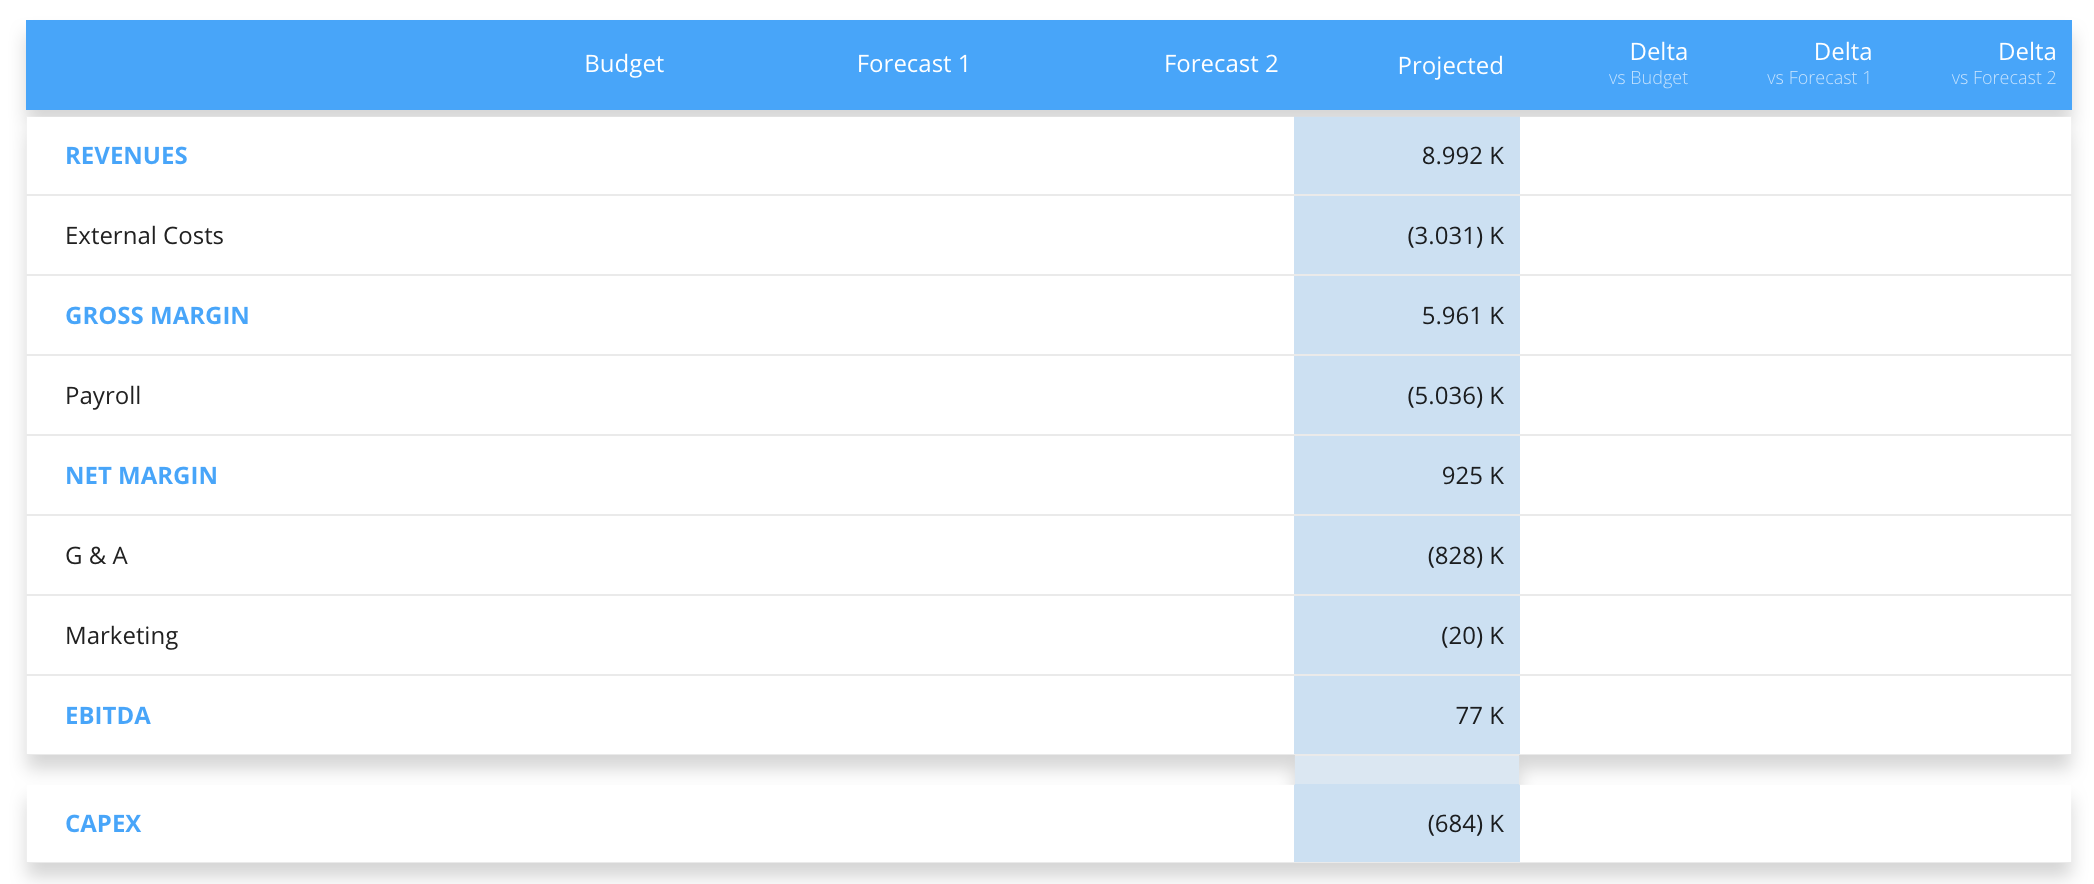 Budget Forecast 1 Forecast 2 Projected Delta Delta Delta
vs Budget vs Forecast 1 vs Forecast 2
REVENUES 8.992 K
External Costs (3.031) K
GROSS MARGIN 5.961 K
Payroll (5.036) K
NET MARGIN 925 K
G & A (828) K
Marketing (20) K
EBITDA 77 K
CAPEX (684) K